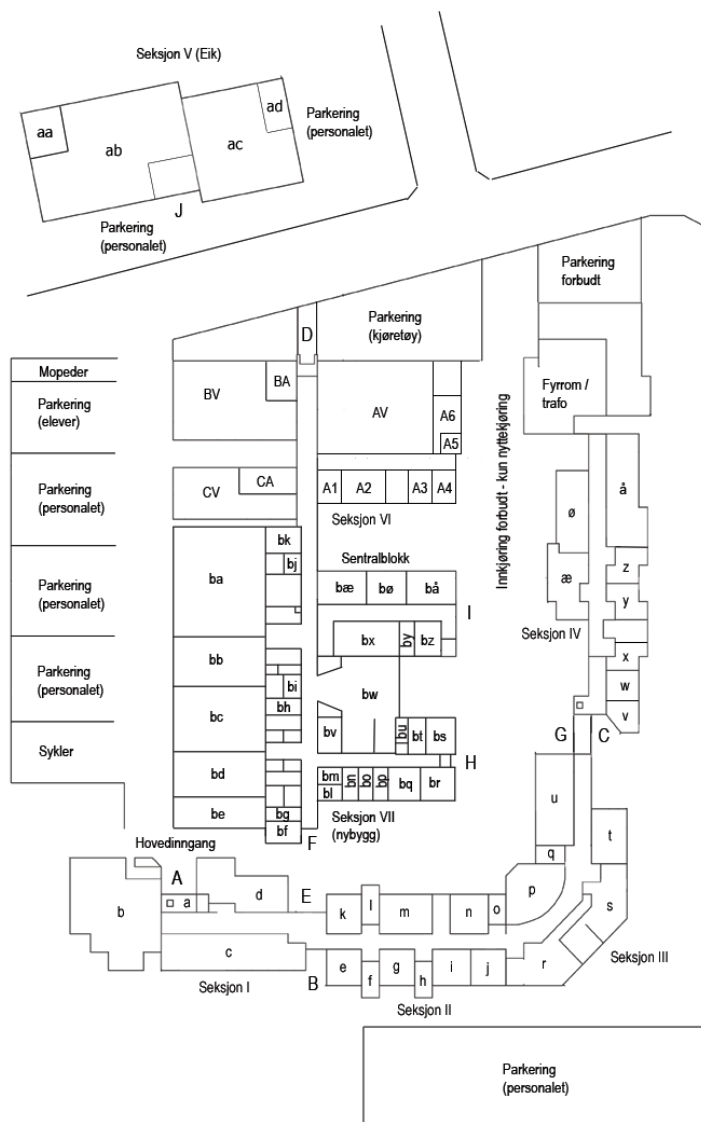 Seksjon V (Eik)
aa
ab
ac
ad
Parkering
(personalet)
J
Parkering
(personalet)
Parkering
forbudt
D
Parkering
(kjøretøy)
Mopeder
Parkering
(elever)
Parkering
(personalet)
Parkering
(personalet)
Parkering
(personalet)
Sykler
BV
BA
AV
A6
A5
CV
CA
A1
A2
A3
A4
Seksjon VI
Innkjøring forbudt - kun nyttekjøring
Fyrrom /
trafo
å
ø
æ
z
y
x
w
v
Seksjon IV
G
C
Sentralblokk
bæ
bø
bå
I
bk
bj
ba
bx
by
bz
bb
bi
bh
bc
bw
bv
bu
bt
bs
bd
H
bm
bl
bn
bo
bp
bq
br
be
bg
bf
F
Seksjon VII
(nybygg)
Hovedinngang
A
a
b
d
E
c
Seksjon I
B
k
l
m
n
o
p
q
u
t
s
r
Seksjon III
e
f
g
h
i
j
Seksjon II
Parkering
(personalet)